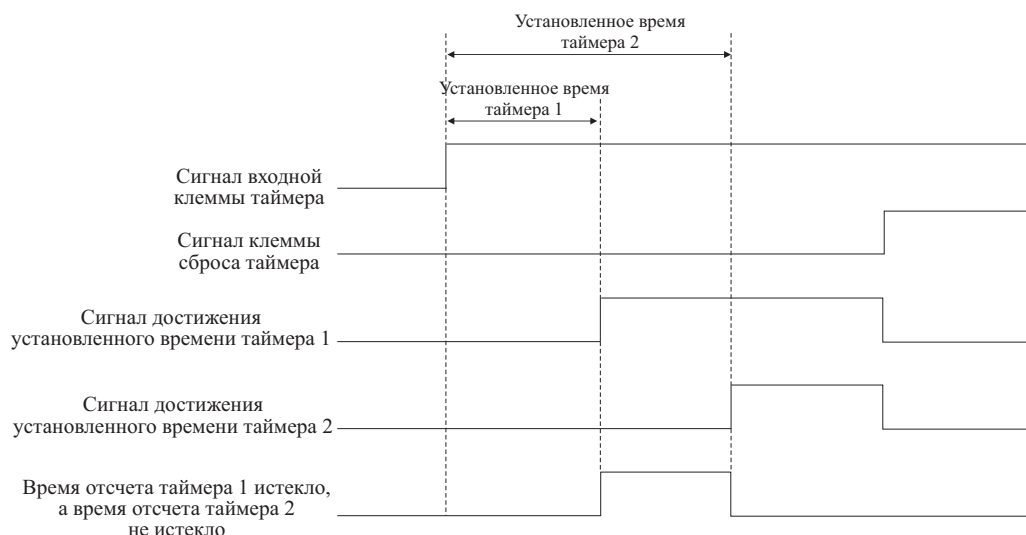 Установленное время
таймера 2
Установленное время
таймера 1
Сигнал входной
клеммы таймера
Сигнал клеммы
сброса таймера
Сигнал достижения
установленного времени таймера 1
Сигнал достижения
установленного времени таймера 2
Время отсчета таймера 1 истекло,
а время отсчета таймера 2
не истекло